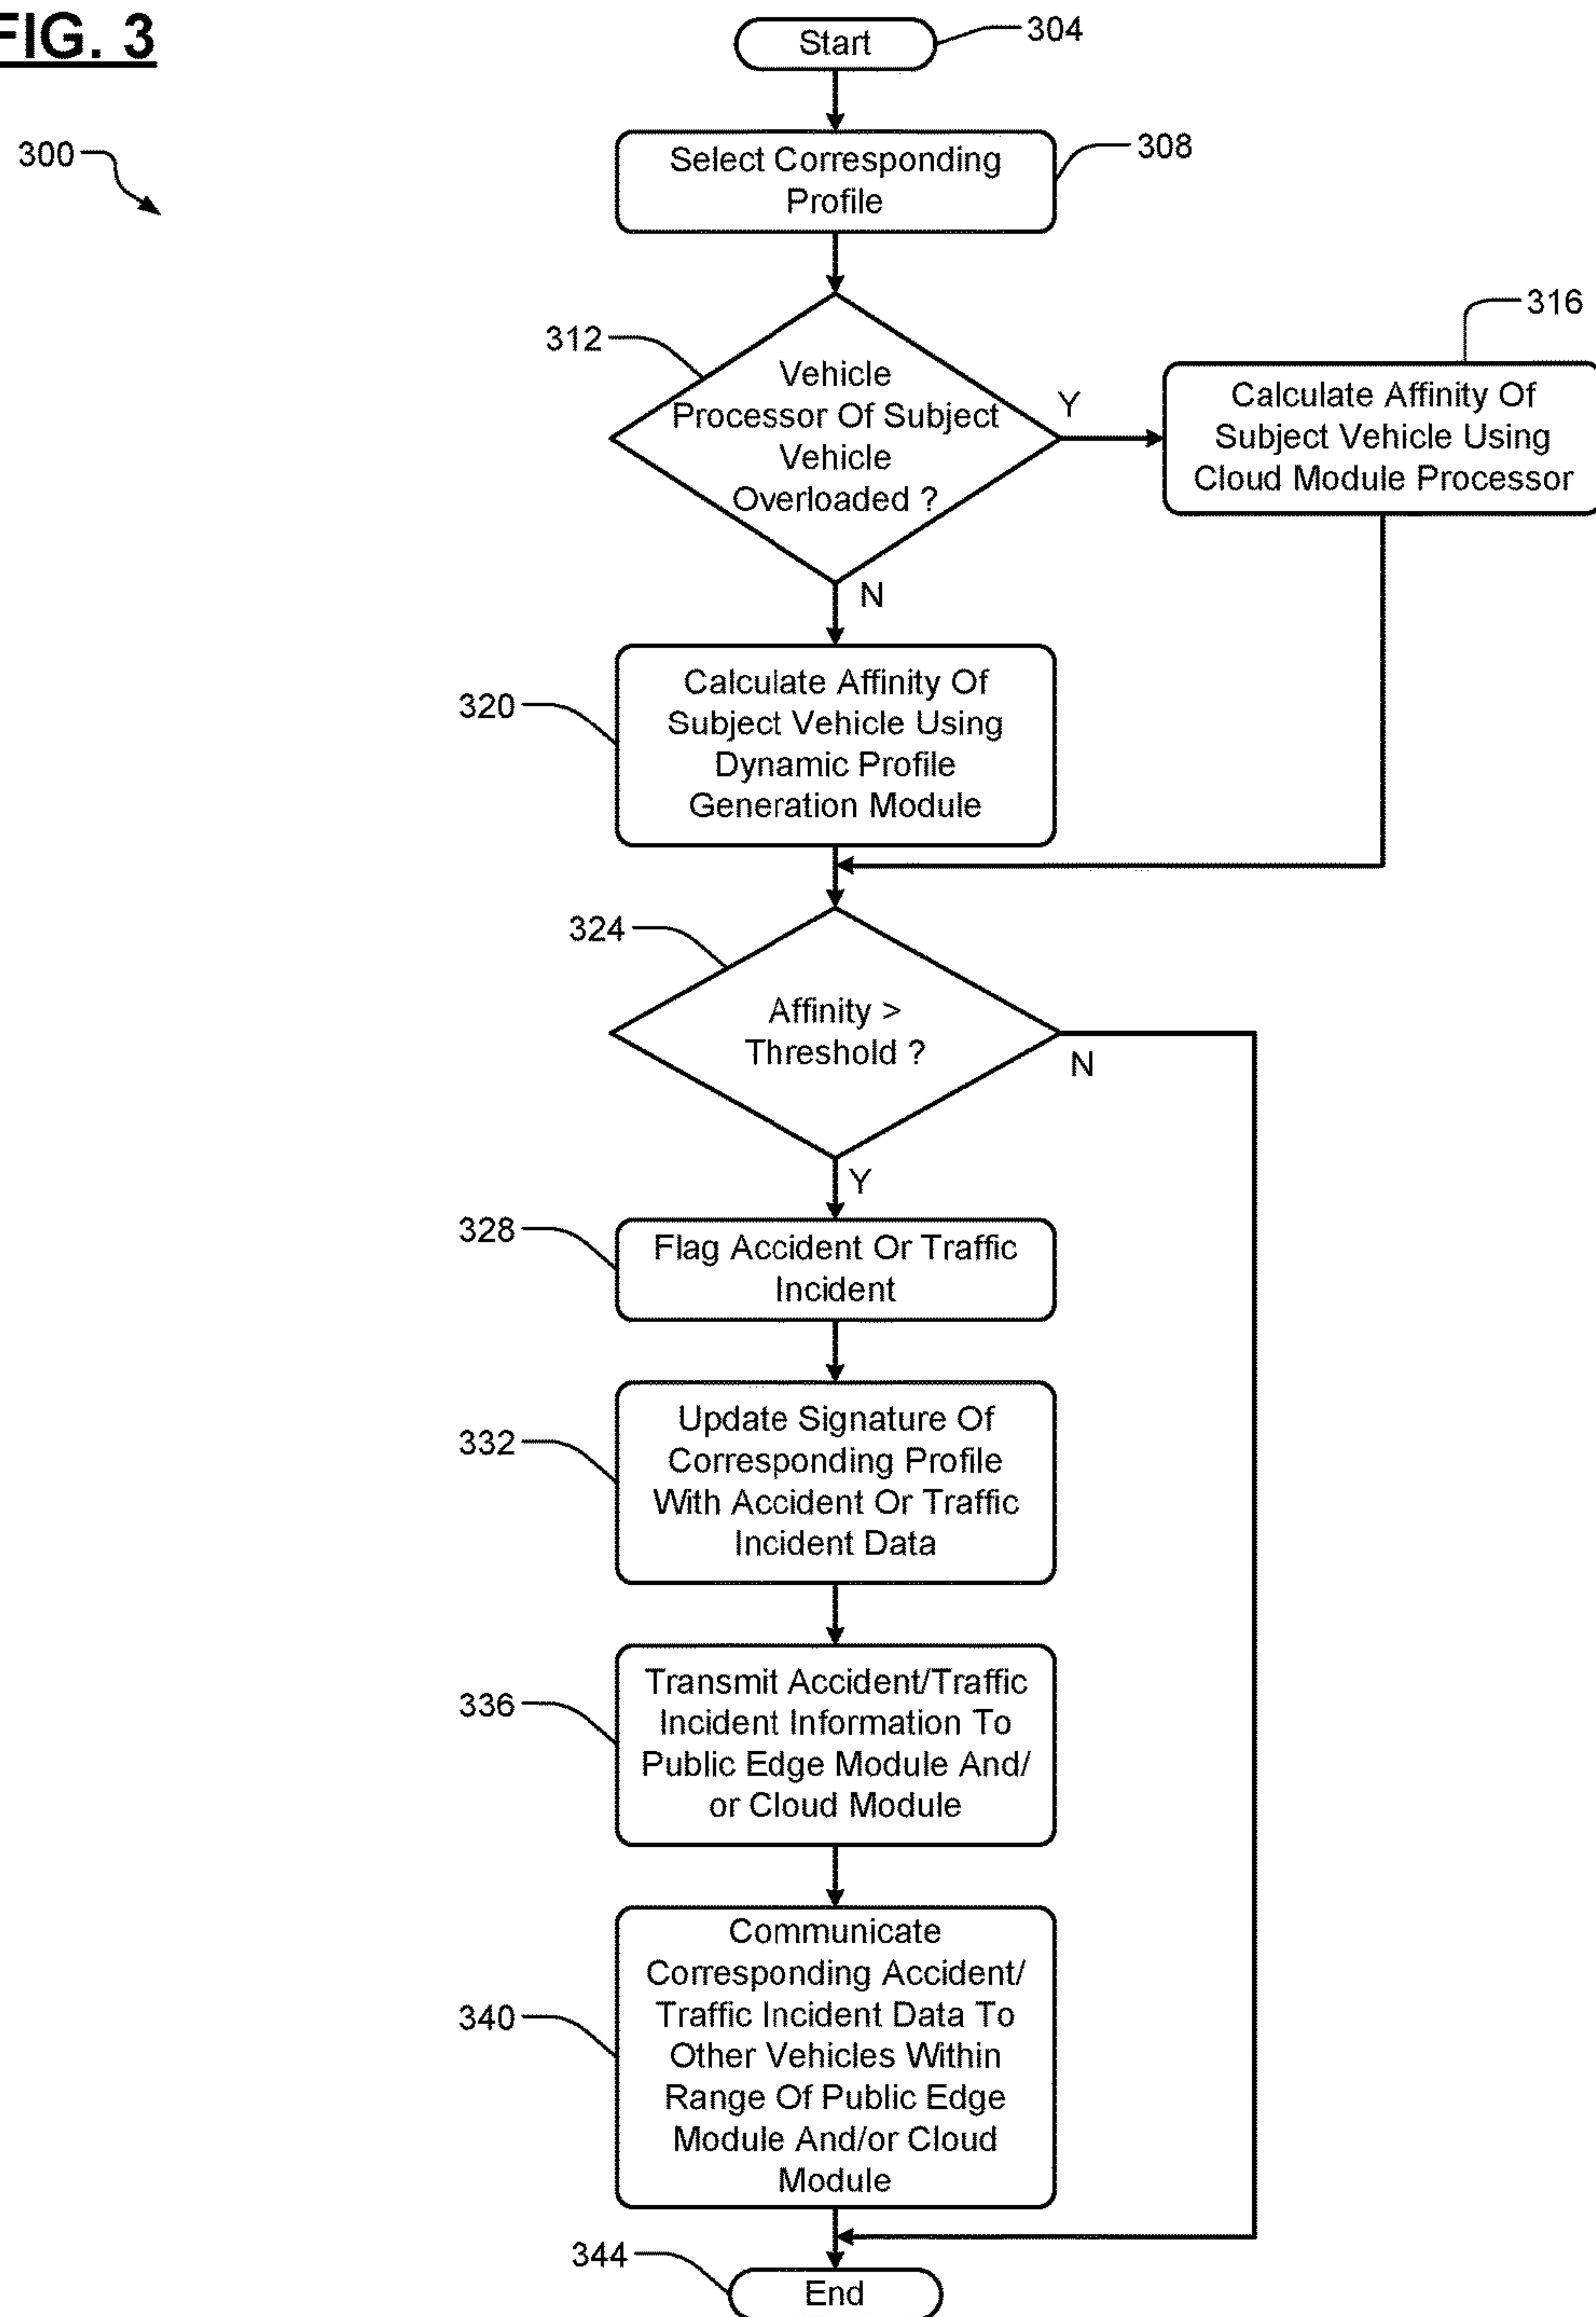 FIG. 3
300
Start
304
Select Corresponding
Profile
308
312
Vehicle
Processor Of Subject
Vehicle
Overloaded ?
Y
N
316
Calculate Affinity Of
Subject Vehicle Using
Cloud Module Processor
320
Calculate Affinity Of
Subject Vehicle Using
Dynamic Profile
Generation Module
324
Affinity >
Threshold ?
N
Y
328
Flag Accident Or Traffic
Incident
332
Update Signature Of
Corresponding Profile
With Accident Or Traffic
Incident Data
336
Transmit Accident/Traffic
Incident Information To
Public Edge Module And/
or Cloud Module
340
Communicate
Corresponding Accident/
Traffic Incident Data To
Other Vehicles Within
Range Of Public Edge
Module And/or Cloud
Module
344
End